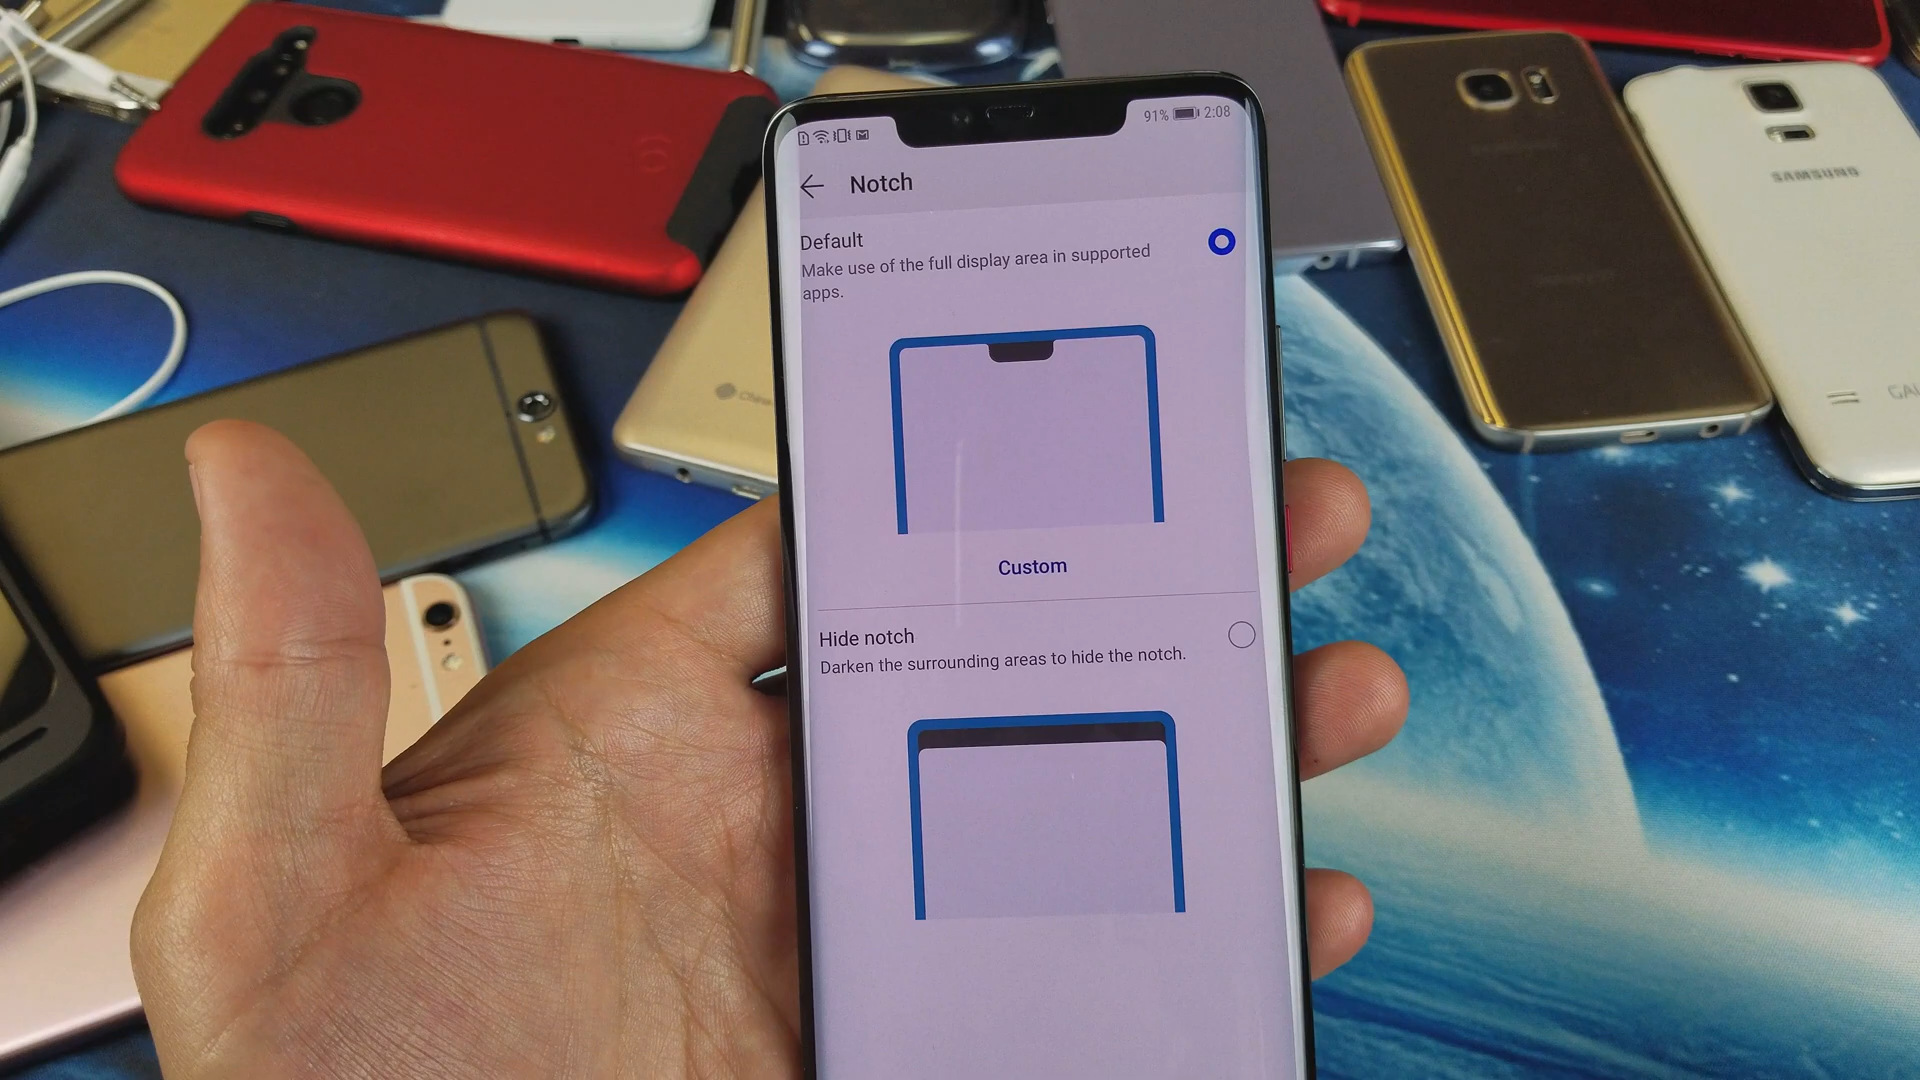 91% 2:08
Notch
Default
Make use of the full display area in supported
apps.
Custom
Hide notch
Darken the surrounding areas to hide the notch.
SAMSUNG